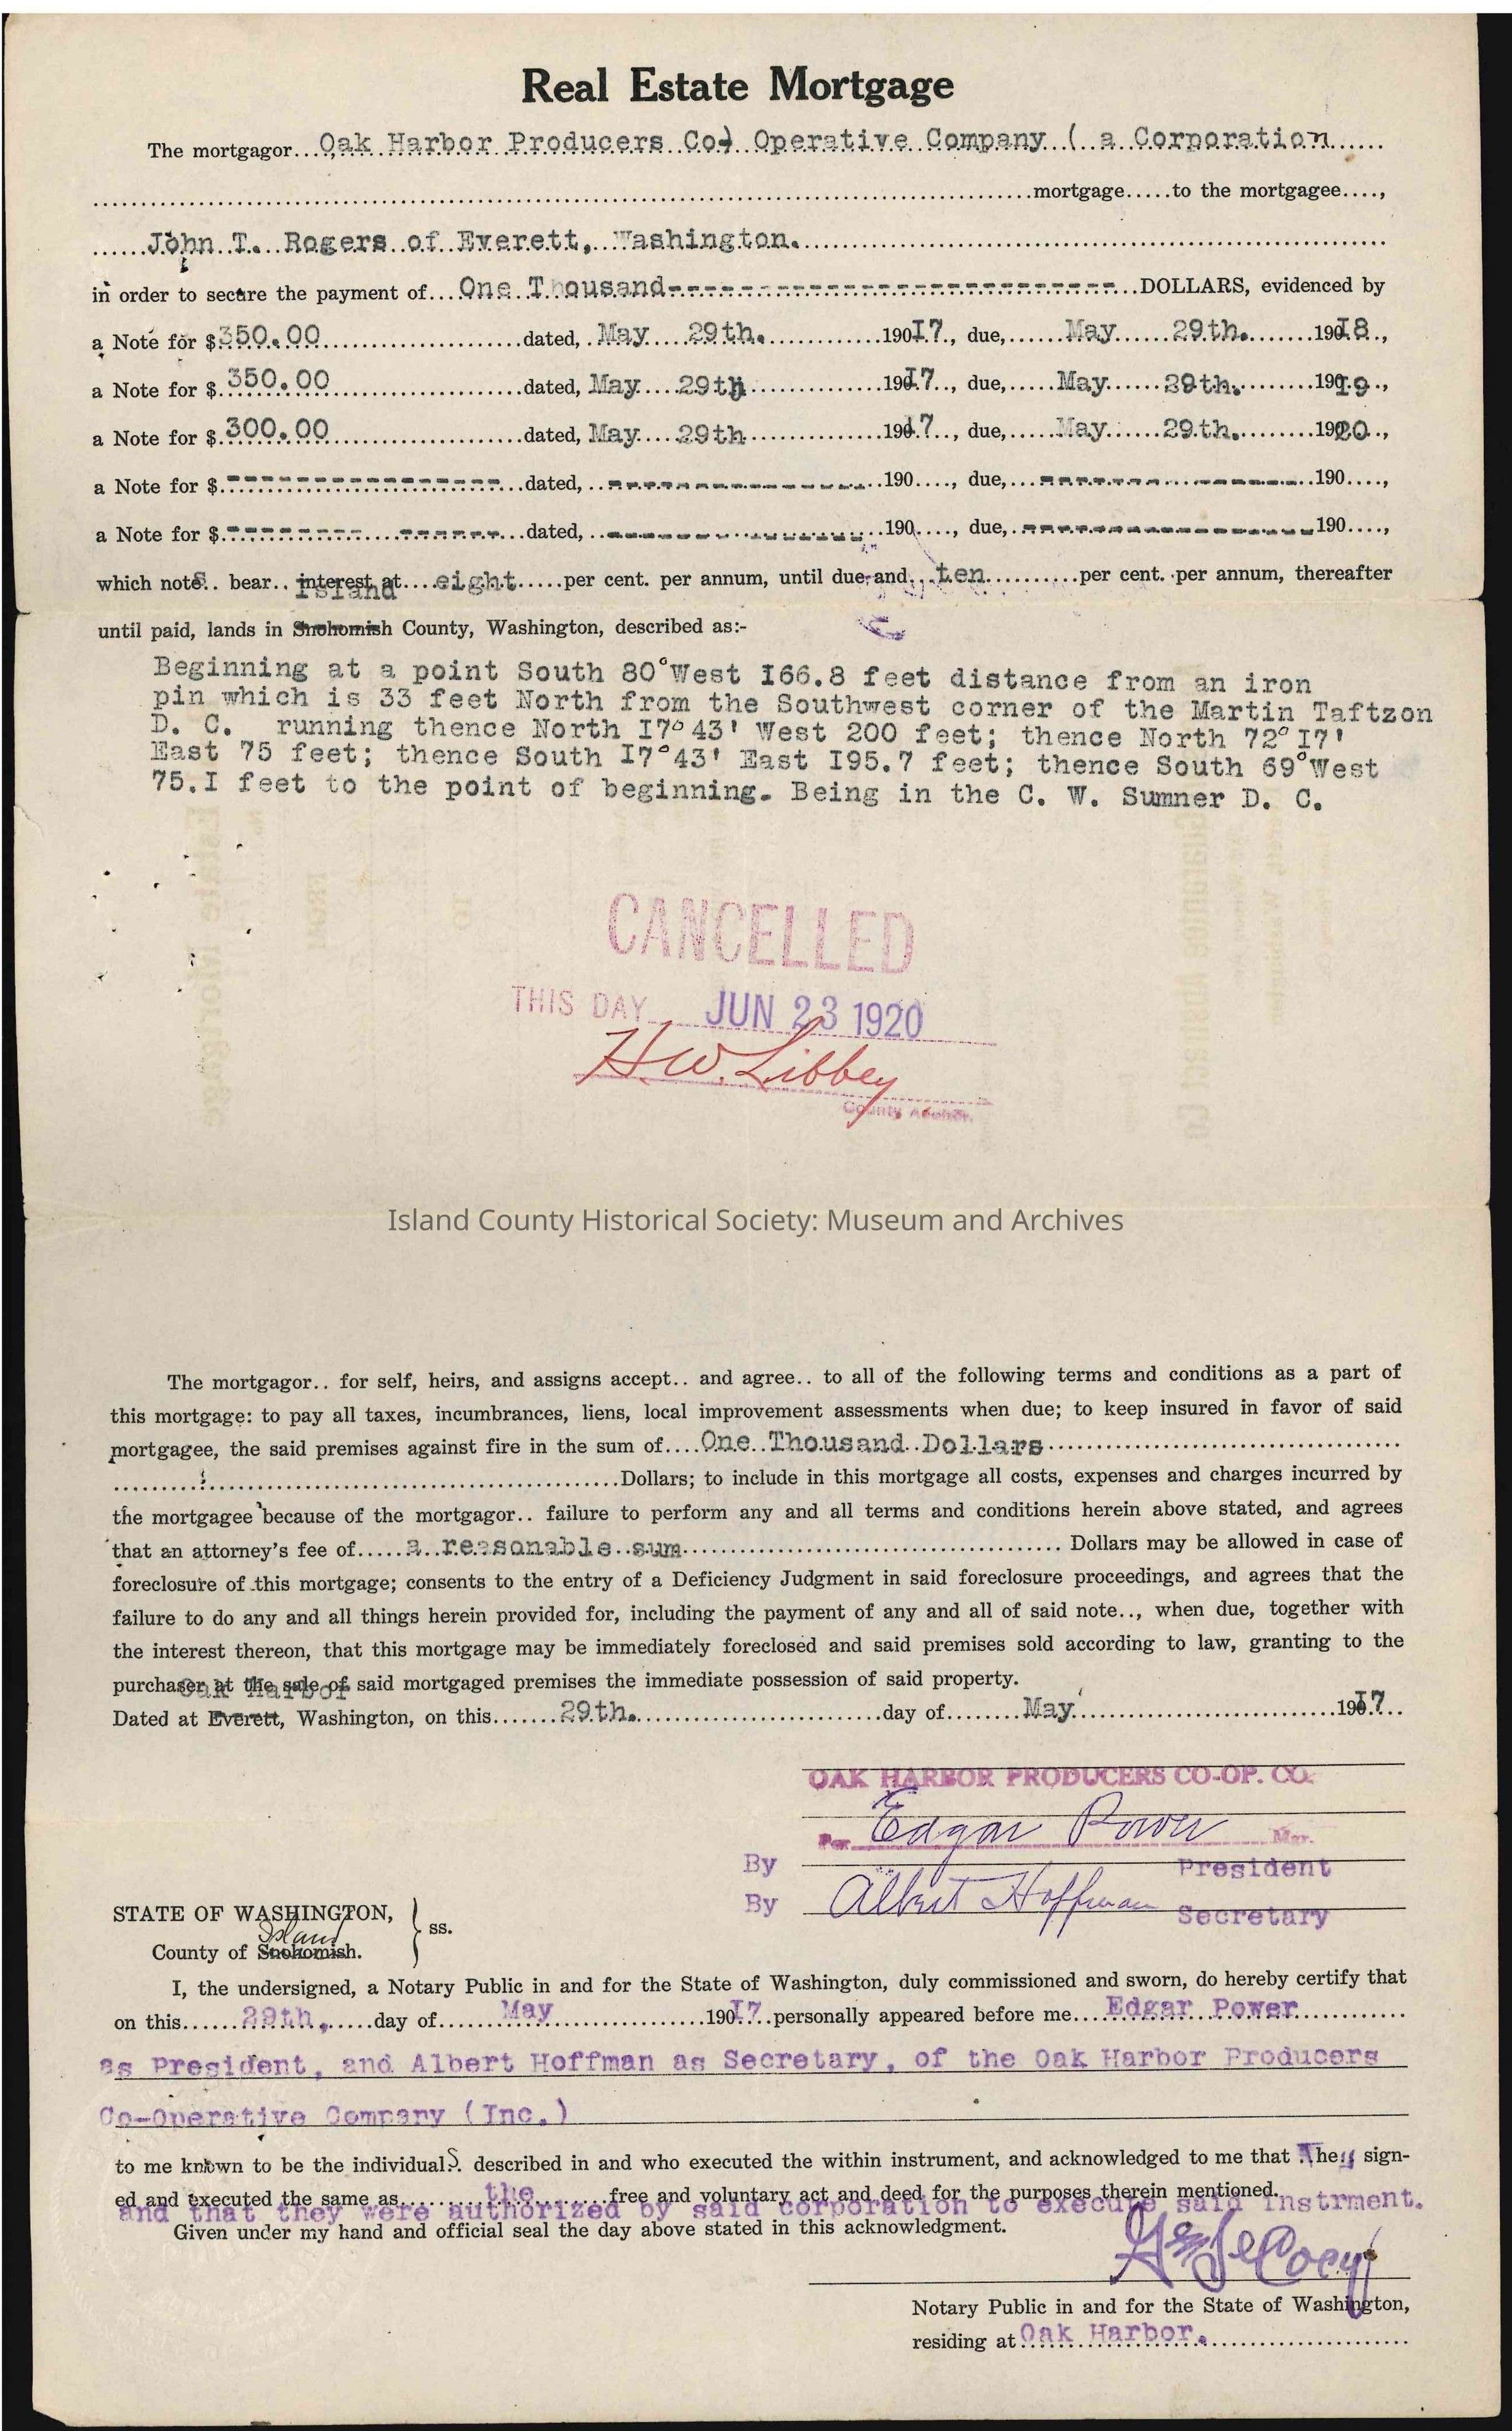 Real Estate Mortgage
The mortgagor...Oak Harbor Producers Co) Operative Company ( a Corporation......
mortgage.....to the mortgagee....,
......John T. Rogers of Everett, Washington.
in order to secure the payment of...One Thousand---DOLLARS, evidenced by
a Note for $350.00 dated, May 29th. 190I7., due, May 29th. 190I8.,
a Note for $350.00 dated, May 29th 190I7.., due, May 29th. 190I9.,
a Note for $300.00 dated, May 29th 19017.., due, May 29th. 19020..,
a Note for $--- dated, --- 190...., due, --- 190....,
a Note for $--- dated, --- 190...., due, --- 190....,
which notes.. bear.. interest at....eight.....per cent. per annum, until due and...ten..........per cent. per annum, thereafter
Island
until paid, lands in Snohomish County, Washington, described as:-
Beginning at a point South 80°West I66.8 feet distance from an iron
pin which is 33 feet North from the Southwest corner of the Martin Taftzon
D. C. running thence North I7° 43' West 200 feet; thence North 72° I7'
East 75 feet; thence South I7°43' East I95.7 feet; thence South 69°West
75.I feet to the point of beginning. Being in the C. W. Sumner D. C.
CANCELLED
THIS DAY JUN 23 1920
H.W. Libbey
County Auditor.
Island County Historical Society: Museum and Archives
The mortgagor.. for self, heirs, and assigns accept.. and agree.. to all of the following terms and conditions as a part of
this mortgage: to pay all taxes, incumbrances, liens, local improvement assessments when due; to keep insured in favor of said
mortgagee, the said premises against fire in the sum of....One Thousand Dollars
Dollars; to include in this mortgage all costs, expenses and charges incurred by
the mortgagee because of the mortgagor.. failure to perform any and all terms and conditions herein above stated, and agrees
that an attorney's fee of.....a reasonable sum Dollars may be allowed in case of
foreclosure of this mortgage; consents to the entry of a Deficiency Judgment in said foreclosure proceedings, and agrees that the
failure to do any and all things herein provided for, including the payment of any and all of said note.., when due, together with
the interest thereon, that this mortgage may be immediately foreclosed and said premises sold according to law, granting to the
purchaser at the sale of said mortgaged premises the immediate possession of said property.
Oak Harbor
Dated at Everett, Washington, on this.......29th. day of........May 190I7..
OAK HARBOR PRODUCERS CO-OP. CO.
Per Edgar Power Mgr.
By President
By Albert Hoffman Secretary
STATE OF WASHINGTON,
ss.
Island
County of Snohomish.
I, the undersigned, a Notary Public in and for the State of Washington, duly commissioned and sworn, do hereby certify that
on this......29th. day of May 190I7 personally appeared before me....Edgar Power
as President, and Albert Hoffman as Secretary, of the Oak Harbor Producers
Co-Operative Company (Inc.)
to me known to be the individualS. described in and who executed the within instrument, and acknowledged to me that They sign-
ed and executed the same as the free and voluntary act and deed for the purposes therein mentioned.
and that they were authorized by said corporation to execute said instrment.
Given under my hand and official seal the day above stated in this acknowledgment.
Notary Public in and for the State of Washington,
residing at Oak Harbor.